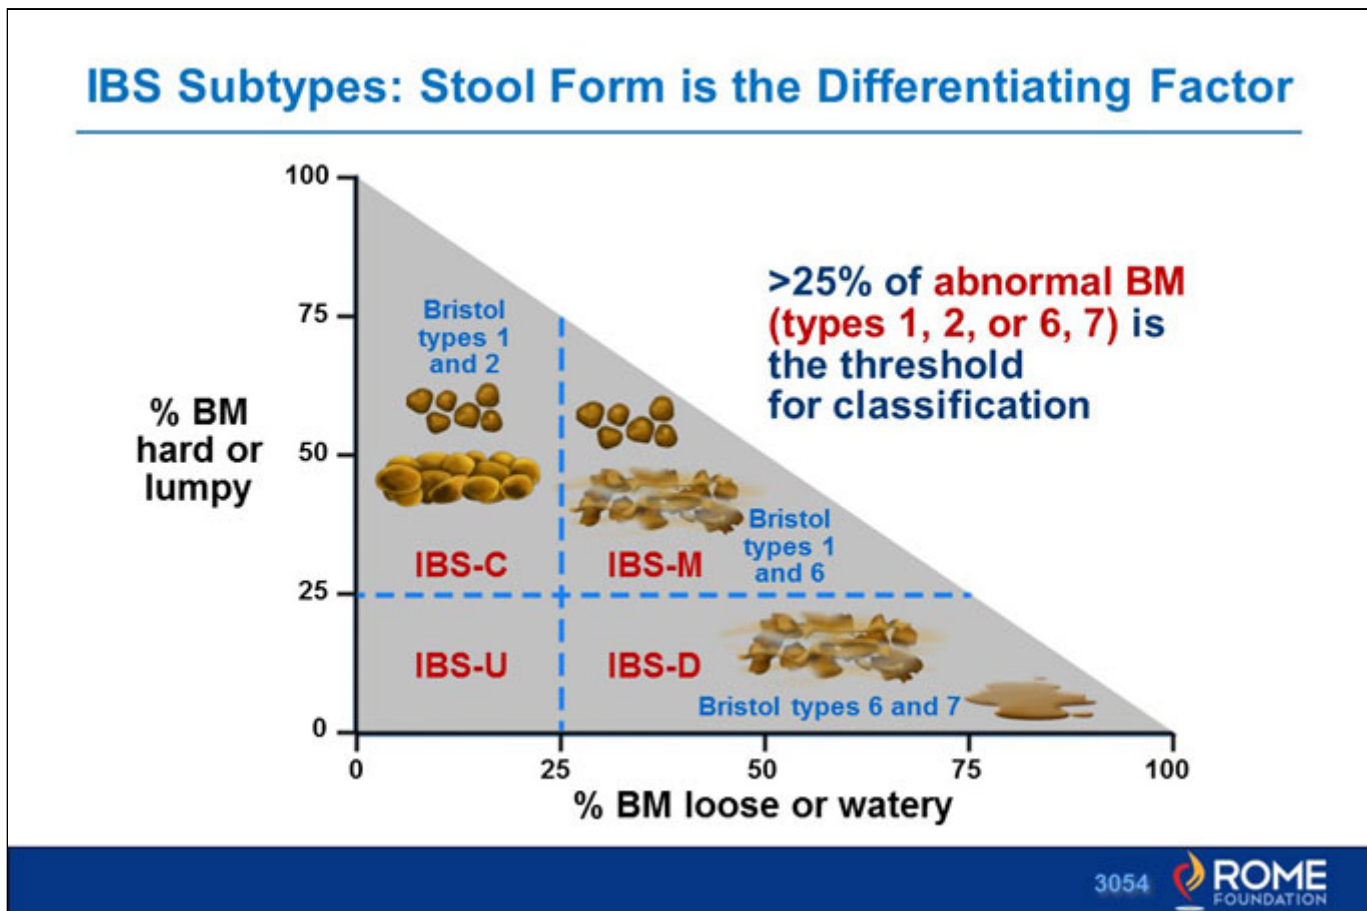 IBS Subtypes: Stool Form is the Differentiating Factor
100
75
50
25
0
% BM
hard or
lumpy
Bristol
types 1
and 2
>25% of abnormal BM
(types 1, 2, or 6, 7) is
the threshold
for classification
Bristol
types 1
and 6
IBS-C
IBS-M
IBS-U
IBS-D
Bristol types 6 and 7
0
25
50
75
100
% BM loose or watery
3054
ROME
FOUNDATION